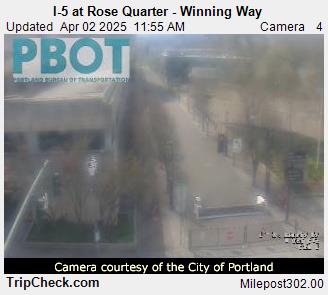 I-5 at Rose Quarter - Winning Way
Updated Apr 02 2025 11:55 AM Camera 4
PBOT
PORTLAND BUREAU OF TRANSPORTATION
Camera courtesy of the City of Portland
TripCheck.com Milepost302.00